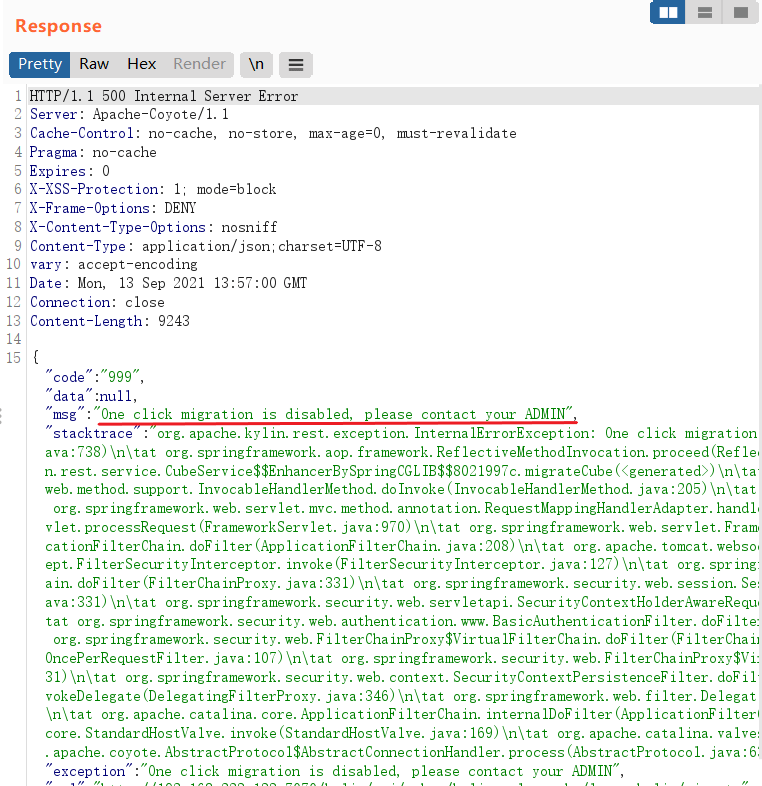 Response
Pretty Raw Hex Render \n
1 HTTP/1.1 500 Internal Server Error
2 Server: Apache-Coyote/1.1
3 Cache-Control: no-cache, no-store, max-age=0, must-revalidate
4 Pragma: no-cache
5 Expires: 0
6 X-XSS-Protection: 1; mode=block
7 X-Frame-Options: DENY
8 X-Content-Type-Options: nosniff
9 Content-Type: application/json;charset=UTF-8
10 vary: accept-encoding
11 Date: Mon, 13 Sep 2021 13:57:00 GMT
12 Connection: close
13 Content-Length: 9243
14
15 {
"code":"999",
"data":null,
"msg":"One click migration is disabled, please contact your ADMIN",
"stacktrace":"org.apache.kylin.rest.exception.InternalErrorException: One click migration
ava:738)\n\tat org.springframework.aop.framework.ReflectiveMethodInvocation.proceed(Refle
n.rest.service.CubeService$$EnhancerBySpringCGLIB$$8021997c.migrateCube(<generated>)\n\ta
web.method.support.InvocableHandlerMethod.doInvoke(InvocableHandlerMethod.java:205)\n\tat
org.springframework.web.servlet.mvc.method.annotation.RequestMappingHandlerAdapter.handl
vlet.processRequest(FrameworkServlet.java:970)\n\tat org.springframework.web.servlet.Fram
cationFilterChain.doFilter(ApplicationFilterChain.java:208)\n\tat org.apache.tomcat.webso
ept.FilterSecurityInterceptor.invoke(FilterSecurityInterceptor.java:127)\n\tat org.spring
ain.doFilter(FilterChainProxy.java:331)\n\tat org.springframework.security.web.session.Ses
ava:331)\n\tat org.springframework.security.web.servletapi.SecurityContextHolderAwareRequ
tat org.springframework.security.web.authentication.www.BasicAuthenticationFilter.doFilte
org.springframework.security.web.FilterChainProxy$VirtualFilterChain.doFilter(FilterChain
OncePerRequestFilter.java:107)\n\tat org.springframework.security.web.FilterChainProxy$Vi
31)\n\tat org.springframework.security.web.context.SecurityContextPersistenceFilter.doFil
vokeDelegate(DelegatingFilterProxy.java:346)\n\tat org.springframework.web.filter.Delegat
\n\tat org.apache.catalina.core.ApplicationFilterChain.internalDoFilter(ApplicationFilter
core.StandardHostValve.invoke(StandardHostValve.java:169)\n\tat org.apache.catalina.valves
.apache.coyote.AbstractProtocol$AbstractConnectionHandler.process(AbstractProtocol.java:63
"exception":"One click migration is disabled, please contact your ADMIN",